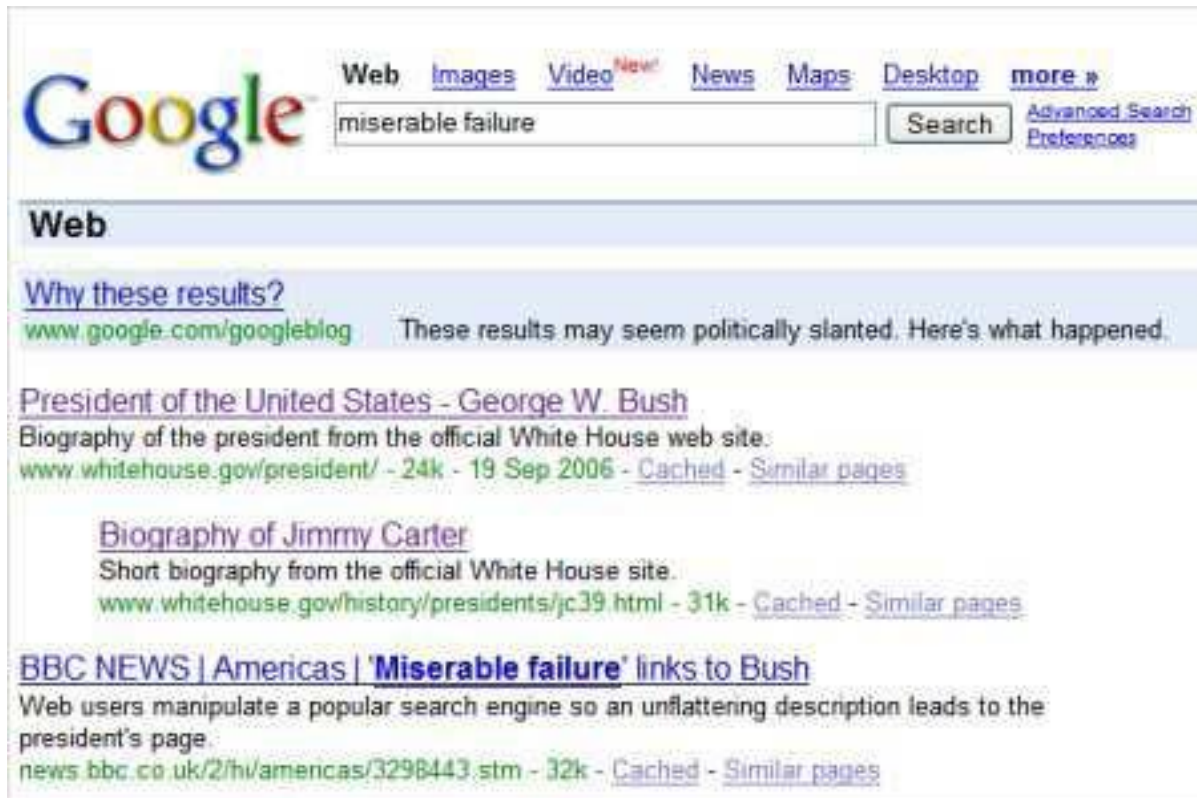 Google
Web Images Video New! News Maps Desktop more »
miserable failure Search Advanced Search
Preferences
Web
Why these results?
www.google.com/googleblog These results may seem politically slanted. Here's what happened.
President of the United States - George W. Bush
Biography of the president from the official White House web site.
www.whitehouse.gov/president/ - 24k - 19 Sep 2006 - Cached - Similar pages
Biography of Jimmy Carter
Short biography from the official White House site.
www.whitehouse.gov/history/presidents/jc39.html - 31k - Cached - Similar pages
BBC NEWS | Americas | 'Miserable failure' links to Bush
Web users manipulate a popular search engine so an unflattering description leads to the
president's page.
news.bbc.co.uk/2/hi/americas/3298443.stm - 32k - Cached - Similar pages